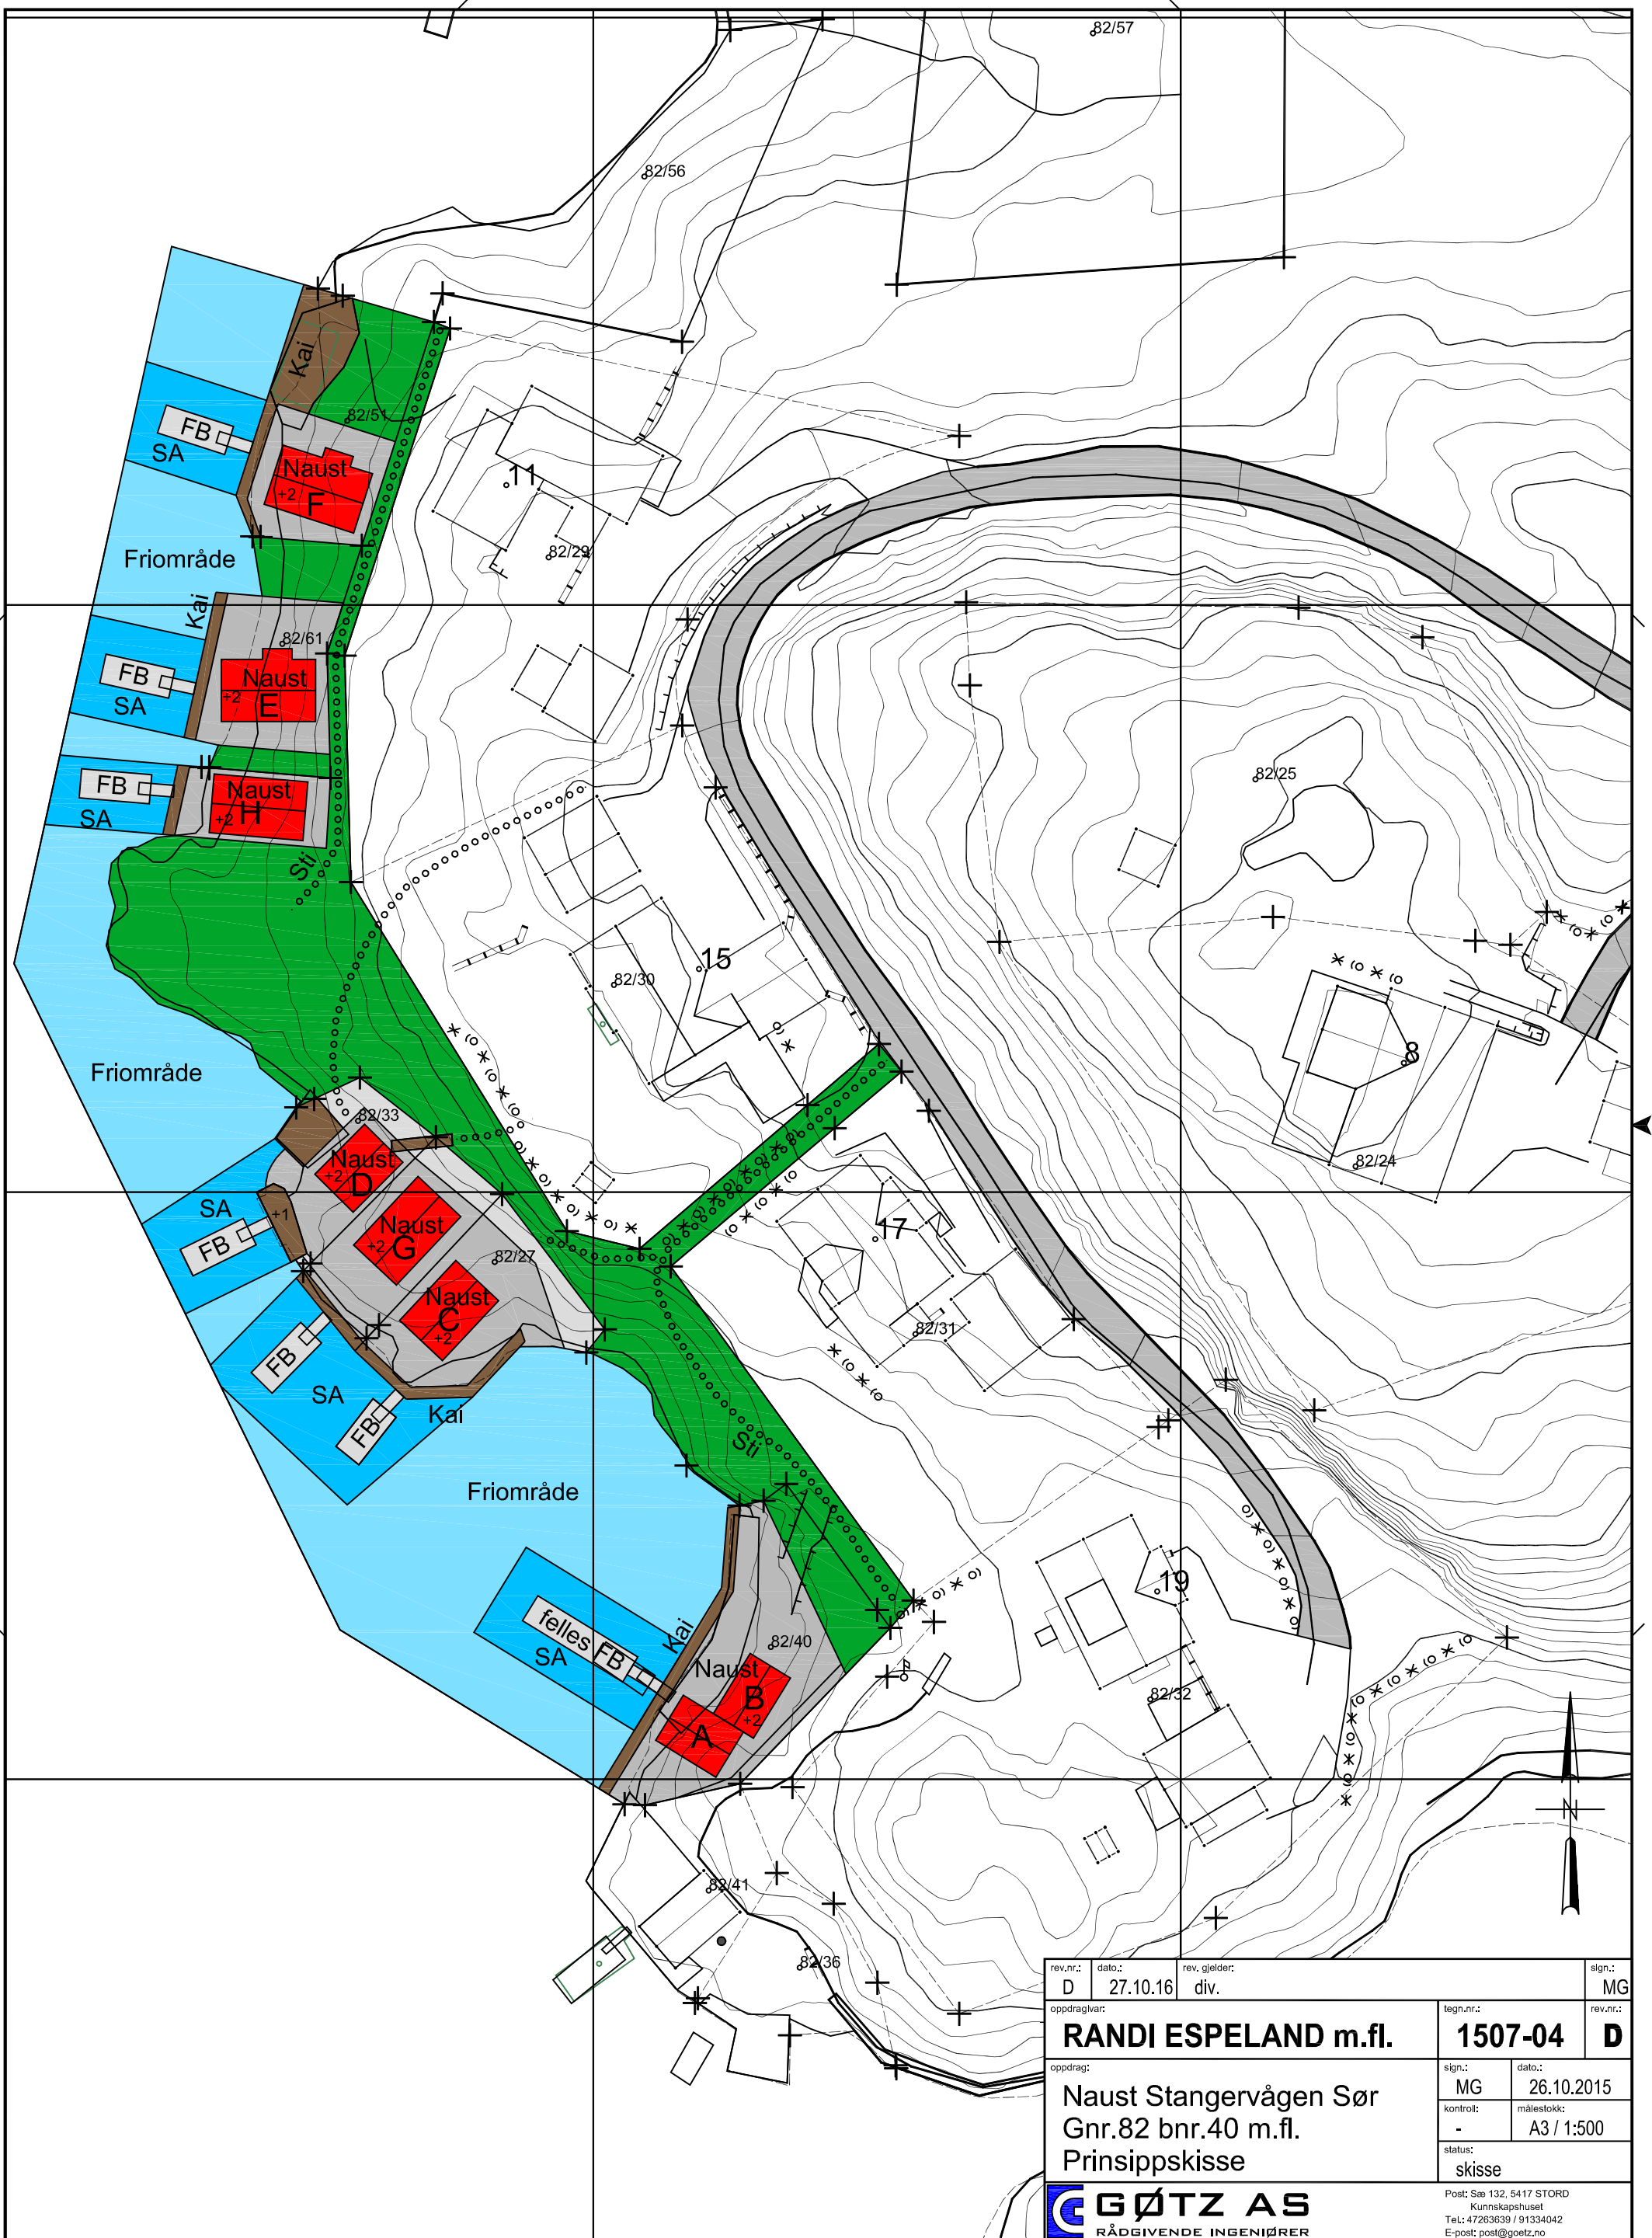 82/57
82/56
Kai
82/51
FB
SA
Naust
+2
F
11
82/29
Friområde
Kai
82/61
FB
SA
Naust
+2
E
82/25
FB
SA
Naust
+2
H
Sti
82/30
15
8
Friområde
82/33
82/24
Naust
+2
D
SA
FB
+1
Naust
+2
G
82/27
17
Naust
C
+2
82/31
FB
SA
FB
Kai
Sti
Friområde
19
felles FB
SA
Kai
82/40
Naust
B
+2
A
82/32
N
82/41
82/36
rev.nr.: dato.: rev. gjelder: sign.:
D 27.10.16 div. MG
oppdragivar: tegn.nr.: rev.nr.:
RANDI ESPELAND m.fl. 1507-04 D
oppdrag: sign.: dato.:
Naust Stangervågen Sør MG 26.10.2015
Gnr.82 bnr.40 m.fl. kontroll: målestokk:
- A3 / 1:500
Prinsippskisse status:
skisse
GØTZ AS
RÅDGIVENDE INGENIØRER
Post: Sæ 132, 5417 STORD
Kunnskapshuset
Tel.: 47263639 / 91334042
E-post: post@goetz.no